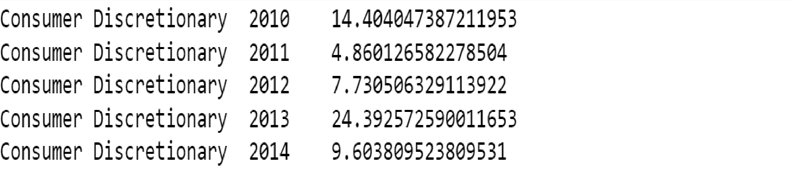 Consumer Discretionary  2010    14.404047387211953
Consumer Discretionary  2011    4.860126582278504
Consumer Discretionary  2012    7.730506329113922
Consumer Discretionary  2013    24.392572590011653
Consumer Discretionary  2014    9.603809523809531